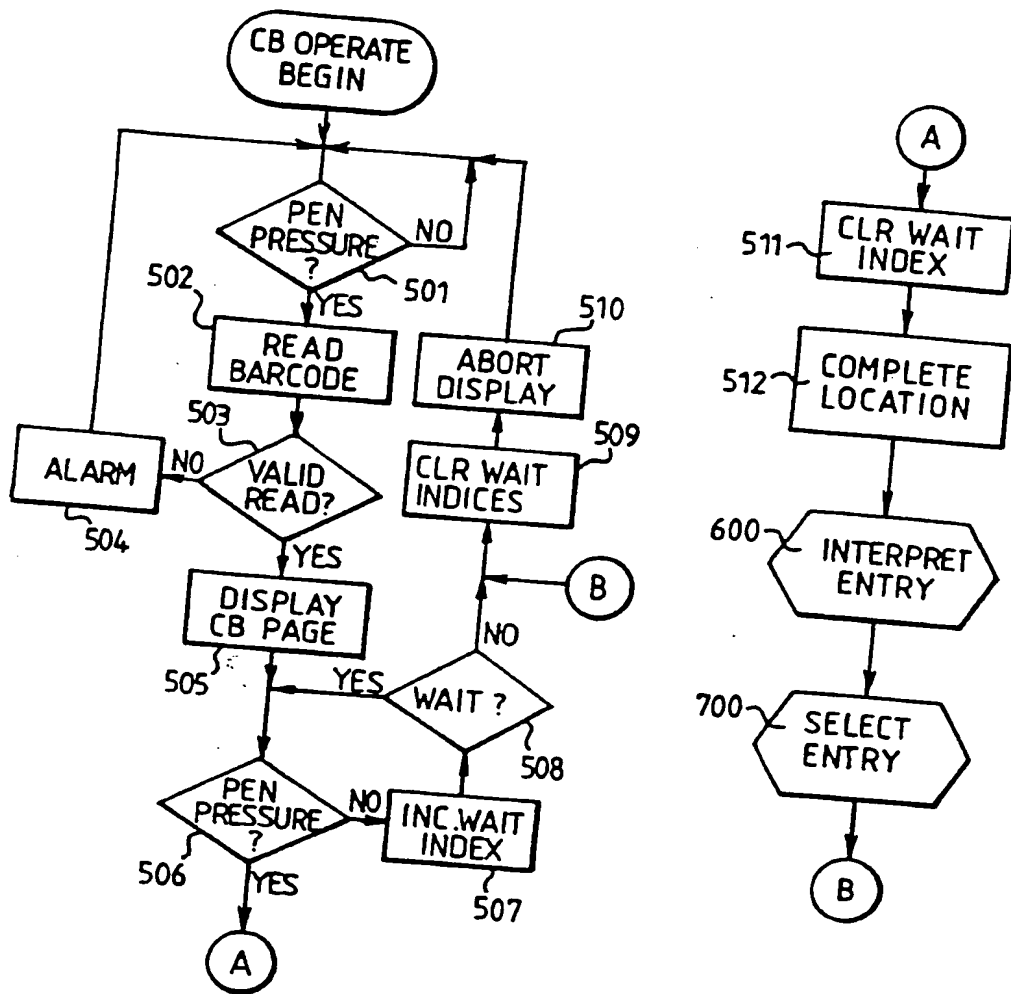 CB OPERATE
BEGIN
PEN
PRESSURE
?
NO
501
YES
502
READ
BARCODE
503
VALID
READ?
NO
ALARM
504
YES
DISPLAY
CB PAGE
505
PEN
PRESSURE
?
506
NO
YES
A
INC.WAIT
INDEX
507
WAIT ?
508
YES
NO
B
CLR WAIT
INDICES
509
ABORT
DISPLAY
510
A
CLR WAIT
INDEX
511
COMPLETE
LOCATION
512
INTERPRET
ENTRY
600
SELECT
ENTRY
700
B